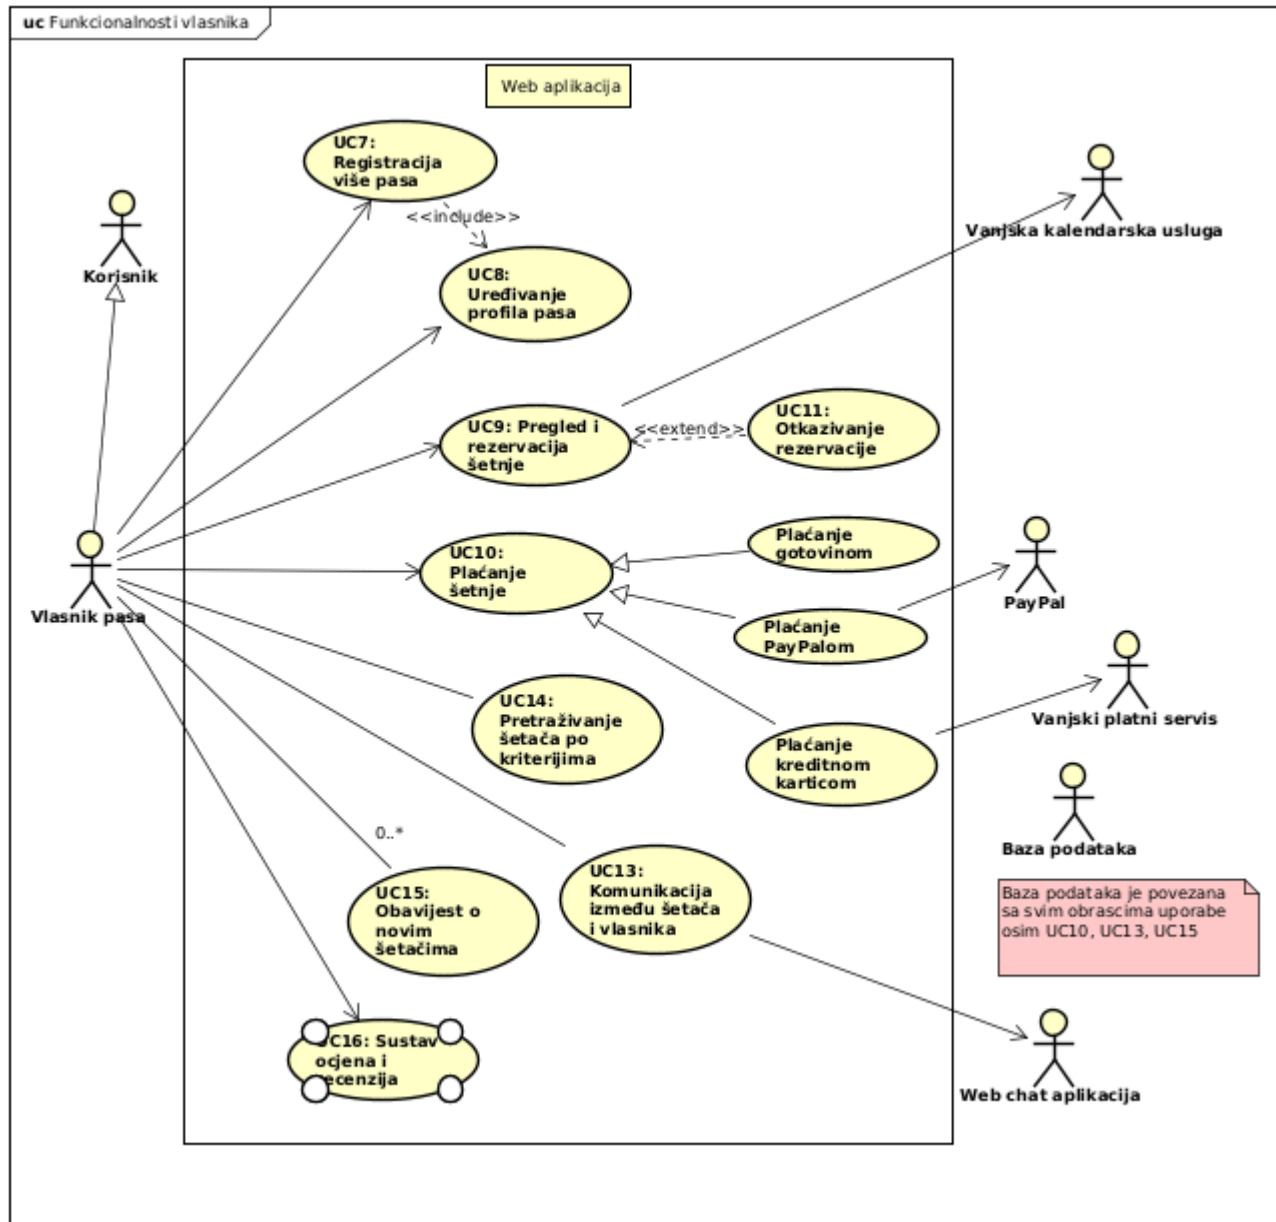 uc Funkcionalnosti vlasnika
Web aplikacija
UC7:
Registracija
više pasa
<<include>>
Korisnik
Vanjska kalendarska usluga
UC8:
Uređivanje
profila pasa
UC9: Pregled i
rezervacija
šetnje
<<extend>>
UC11:
Otkazivanje
rezervacije
Vlasnik pasa
UC10:
Plaćanje
šetnje
Plaćanje
gotovinom
PayPal
Plaćanje
PayPalom
UC14:
Pretraživanje
šetača po
kriterijima
Vanjski platni servis
Plaćanje
kreditnom
karticom
Baza podataka
0..*
UC15:
Obavijest o
novim
šetačima
UC13:
Komunikacija
između šetača
i vlasnika
Baza podataka je povezana
sa svim obrascima uporabe
osim UC10, UC13, UC15
UC16: Sustav
ocjena i
recenzija
Web chat aplikacija